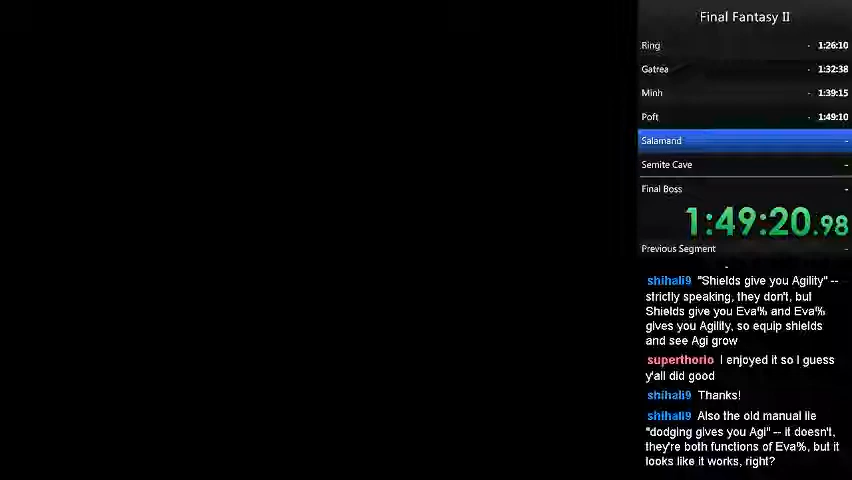 Final Fantasy II
Ring - 1:26:10
Gatrea - 1:32:38
Minh - 1:39:15
Poft - 1:49:10
Salamand -
Semite Cave -
Final Boss -
1:49:20.98
Previous Segment -
-
shihali9 "Shields give you Agility" --
strictly speaking, they don't, but
Shields give you Eva% and Eva%
gives you Agility, so equip shields
and see Agi grow
superthorio I enjoyed it so I guess
y'all did good
shihali9 Thanks!
shihali9 Also the old manual lie
"dodging gives you Agi" -- it doesn't,
they're both functions of Eva%, but it
looks like it works, right?